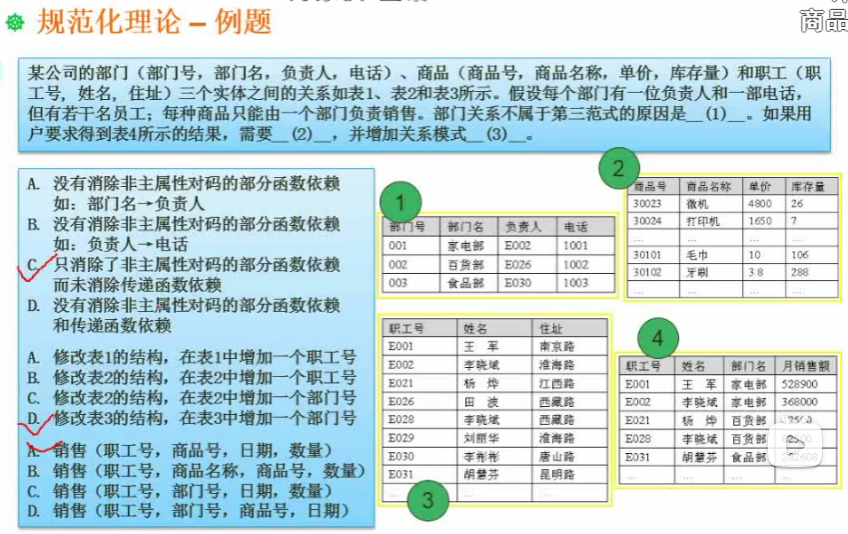 商品
规范化理论 – 例题
某公司的部门（部门号，部门名，负责人，电话）、商品（商品号，商品名称，单价，库存量）和职工（职
工号，姓名，住址）三个实体之间的关系如表1、表2和表3所示。假设每个部门有一位负责人和一部电话，
但有若干名员工；每种商品只能由一个部门负责销售。部门关系不属于第三范式的原因是__(1)__。如果用
户要求得到表4所示的结果，需要__(2)__，并增加关系模式__(3)__。
A. 没有消除非主属性对码的部分函数依赖
如：部门名→负责人
B. 没有消除非主属性对码的部分函数依赖
如：负责人→电话
C. 只消除了非主属性对码的部分函数依赖
而未消除传递函数依赖
D. 没有消除非主属性对码的部分函数依赖
和传递函数依赖
A. 修改表1的结构，在表1中增加一个职工号
B. 修改表2的结构，在表2中增加一个职工号
C. 修改表2的结构，在表2中增加一个部门号
D. 修改表3的结构，在表3中增加一个部门号
A. 销售（职工号，商品号，日期，数量）
B. 销售（职工号，商品名称，商品号，数量）
C. 销售（职工号，部门号，日期，数量）
D. 销售（职工号，部门号，商品号，日期）
1
部门号 部门名 负责人 电话
001 家电部 E002 1001
002 百货部 E026 1002
003 食品部 E030 1003
2
商品号 商品名称 单价 库存量
30023 微机 4800 26
30024 打印机 1650 7
… … … …
30101 毛巾 10 106
30102 牙刷 3.8 288
… … … …
职工号 姓名 住址
E001 王 军 南京路
E002 李晓斌 淮海路
E021 杨 烨 江西路
E026 田 波 西藏路
E028 李晓斌 西藏路
E029 刘丽华 淮海路
E030 李彬彬 唐山路
E031 胡慧芬 昆明路
… … …
3
4
职工号 姓名 部门名 月销售额
E001 王 军 家电部 528900
E002 李晓斌 家电部 368000
E021 杨 烨 百货部
E028 李晓斌 百货部
E031 胡慧芬 食品部
… … … …